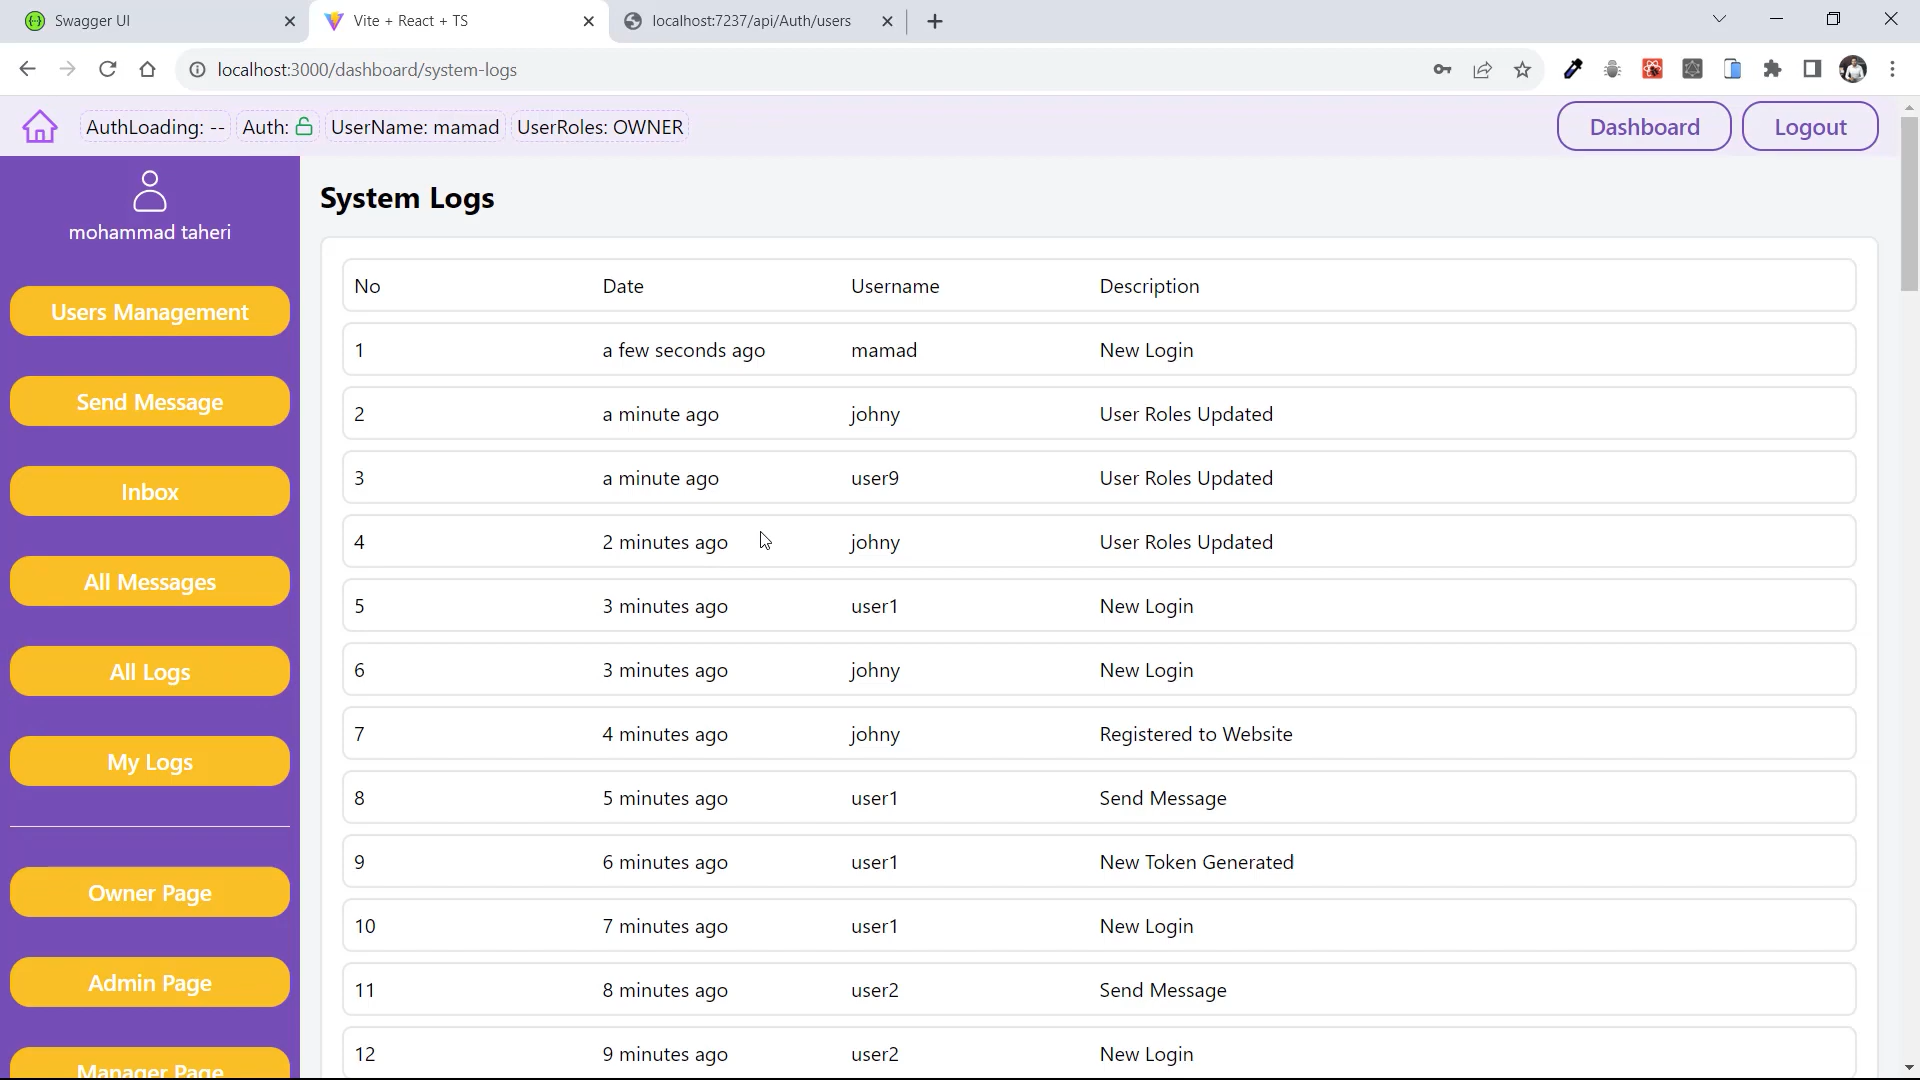 Swagger UI
Vite + React + TS
localhost:7237/api/Auth/users
localhost:3000/dashboard/system-logs
AuthLoading: -- Auth: UserName: mamad UserRoles: OWNER
Dashboard
Logout
mohammad taheri
Users Management
Send Message
Inbox
All Messages
All Logs
My Logs
Owner Page
Admin Page
Manager Page
System Logs
No Date Username Description
1 a few seconds ago mamad New Login
2 a minute ago johny User Roles Updated
3 a minute ago user9 User Roles Updated
4 2 minutes ago johny User Roles Updated
5 3 minutes ago user1 New Login
6 3 minutes ago johny New Login
7 4 minutes ago johny Registered to Website
8 5 minutes ago user1 Send Message
9 6 minutes ago user1 New Token Generated
10 7 minutes ago user1 New Login
11 8 minutes ago user2 Send Message
12 9 minutes ago user2 New Login